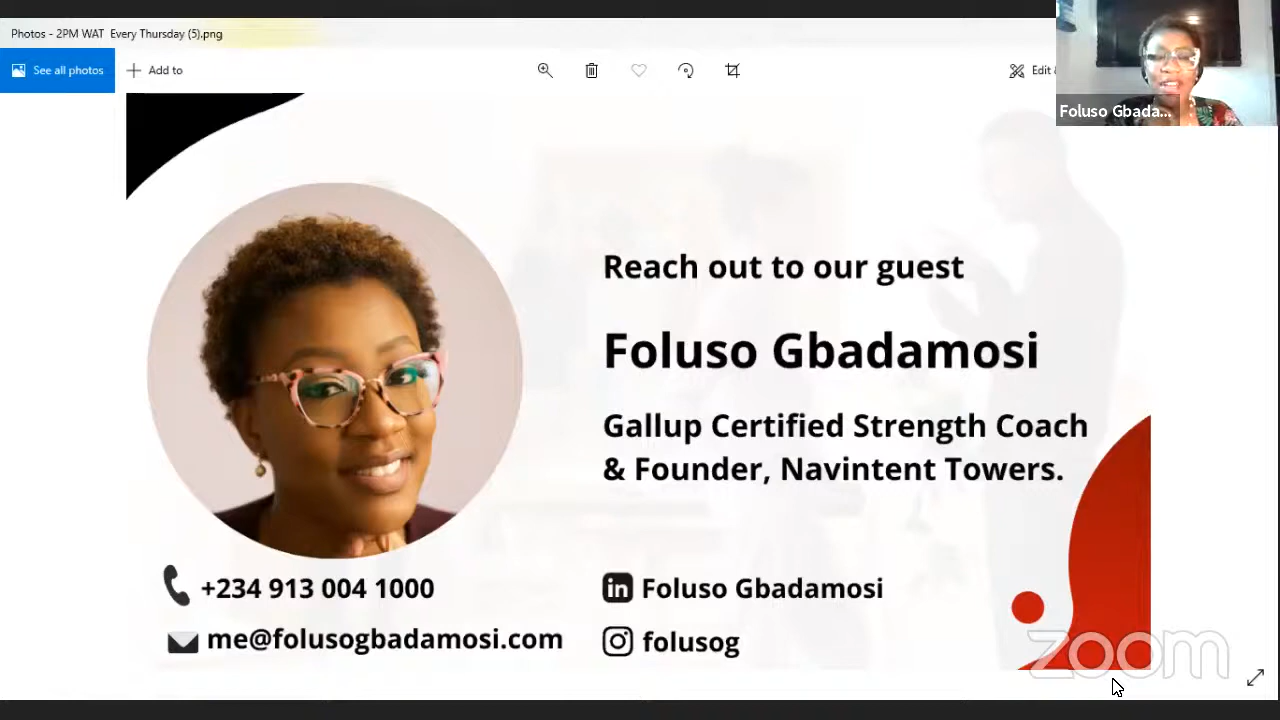 Photos - 2PM WAT Every Thursday (5).png
See all photos
Add to
Edit &
Foluso Gbada...
Reach out to our guest
Foluso Gbadamosi
Gallup Certified Strength Coach
& Founder, Navintent Towers.
+234 913 004 1000
in Foluso Gbadamosi
me@folusogbadamosi.com
folusog
zoom